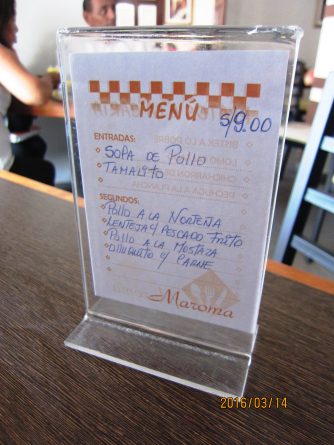 MENÚ
S/9.00
ENTRADAS:
SOPA DE POLLO
TAMALITO
SEGUNDOS:
POLLO A LA NORTEÑA
LENTEJA Y PESCADO FRITO
POLLO A LA MOSTAZA
OLLUQUITO Y CARNE
Maroma
2016/03/14